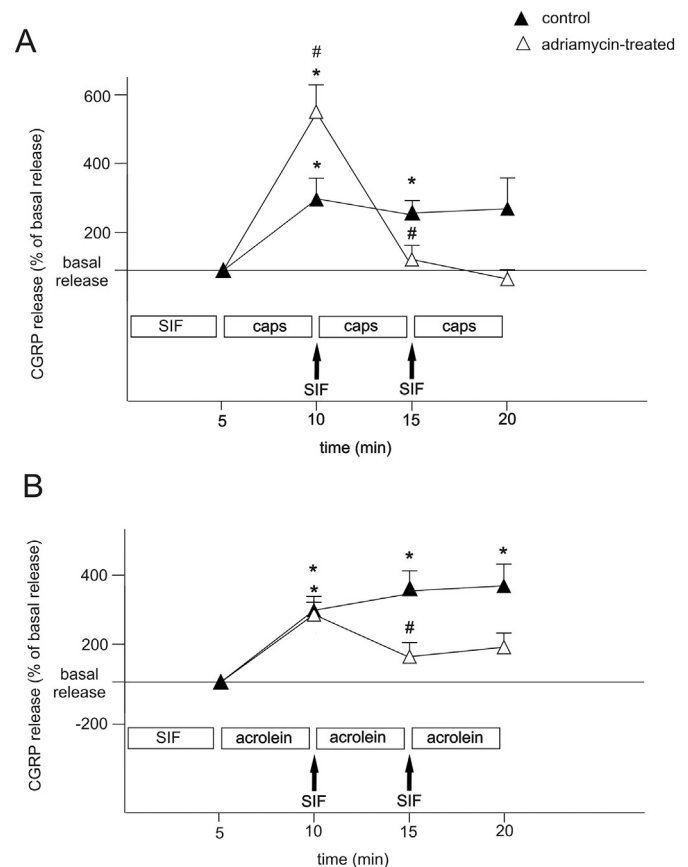 control
A
adriamycin-treated
#
*
600
400
*
*
200
#
basal
release
CGRP release (% of basal release)
SIF
caps
caps
caps
SIF
SIF
5
10
15
20
time (min)
B
*
*
*
*
400
#
200
basal
release
-200
CGRP release (% of basal release)
SIF
acrolein
acrolein
acrolein
SIF
SIF
5
10
15
20
time (min)